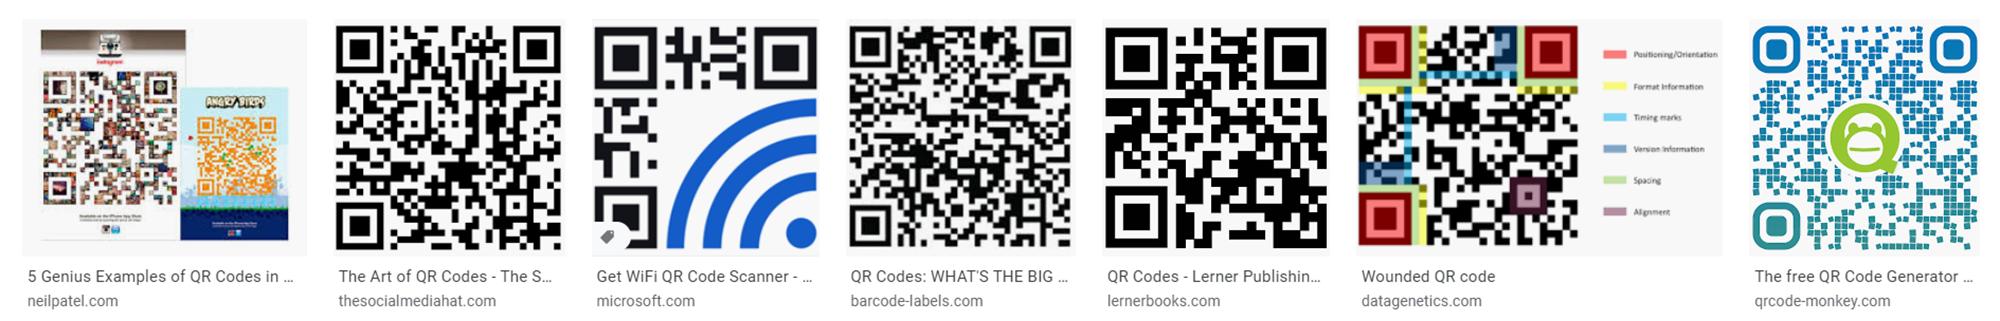 Instagram
ANGRY BIRDS
Positioning/Orientation
Format Information
Timing marks
Version Information
Spacing
Alignment
5 Genius Examples of QR Codes in ...
neilpatel.com
The Art of QR Codes - The S...
thesocialmediahat.com
Get WiFi QR Code Scanner - ...
microsoft.com
QR Codes: WHAT'S THE BIG ...
barcode-labels.com
QR Codes - Lerner Publishin...
lernerbooks.com
Wounded QR code
datagenetics.com
The free QR Code Generator ...
qrcode-monkey.com